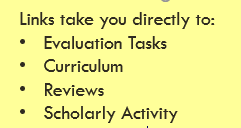 Links take you directly to:
• Evaluation Tasks
• Curriculum
• Reviews
• Scholarly Activity